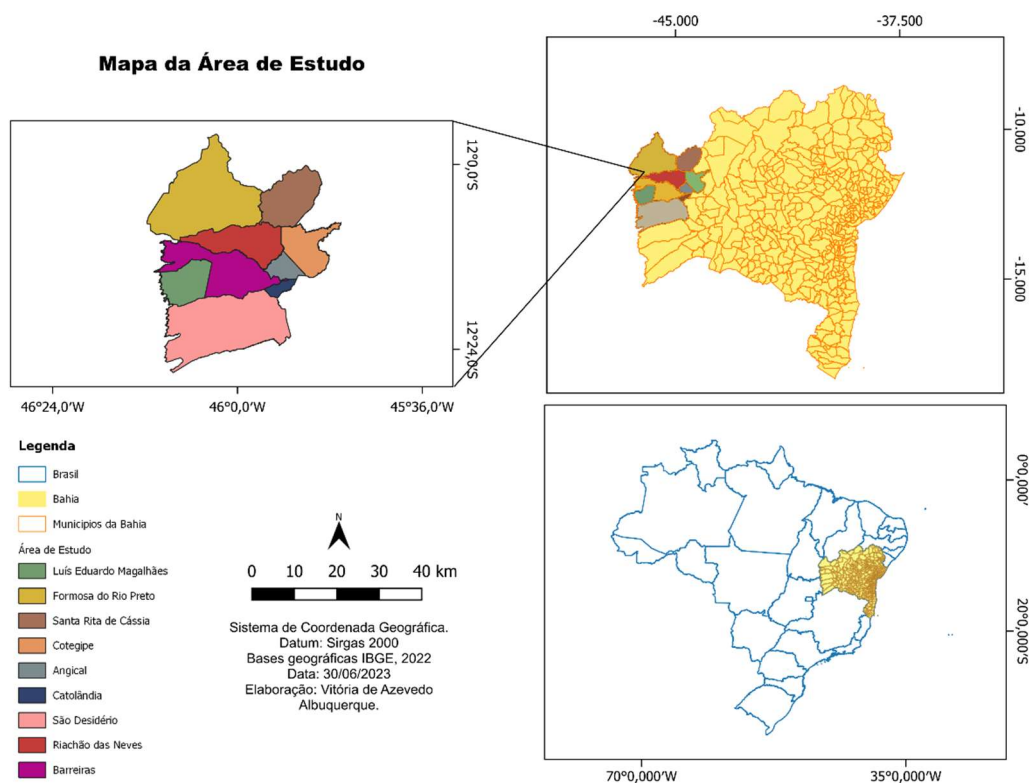 Mapa da Área de Estudo
12°0,0'S
12°24,0'S
46°24,0'W
46°0,0'W
45°36,0'W
-45.000
-37.500
-10.000
-15.000
Legenda
Brasil
Bahia
Municipios da Bahia
Área de Estudo
Luís Eduardo Magalhães
Formosa do Rio Preto
Santa Rita de Cássia
Cotegipe
Angical
Catolândia
São Desidério
Riachão das Neves
Barreiras
N
0 10 20 30 40 km
Sistema de Coordenada Geográfica.
Datum: Sirgas 2000
Bases geográficas IBGE, 2022
Data: 30/06/2023
Elaboração: Vitória de Azevedo
Albuquerque.
0°0,000'
20°0,000'S
70°0,000'W
35°0,000'W